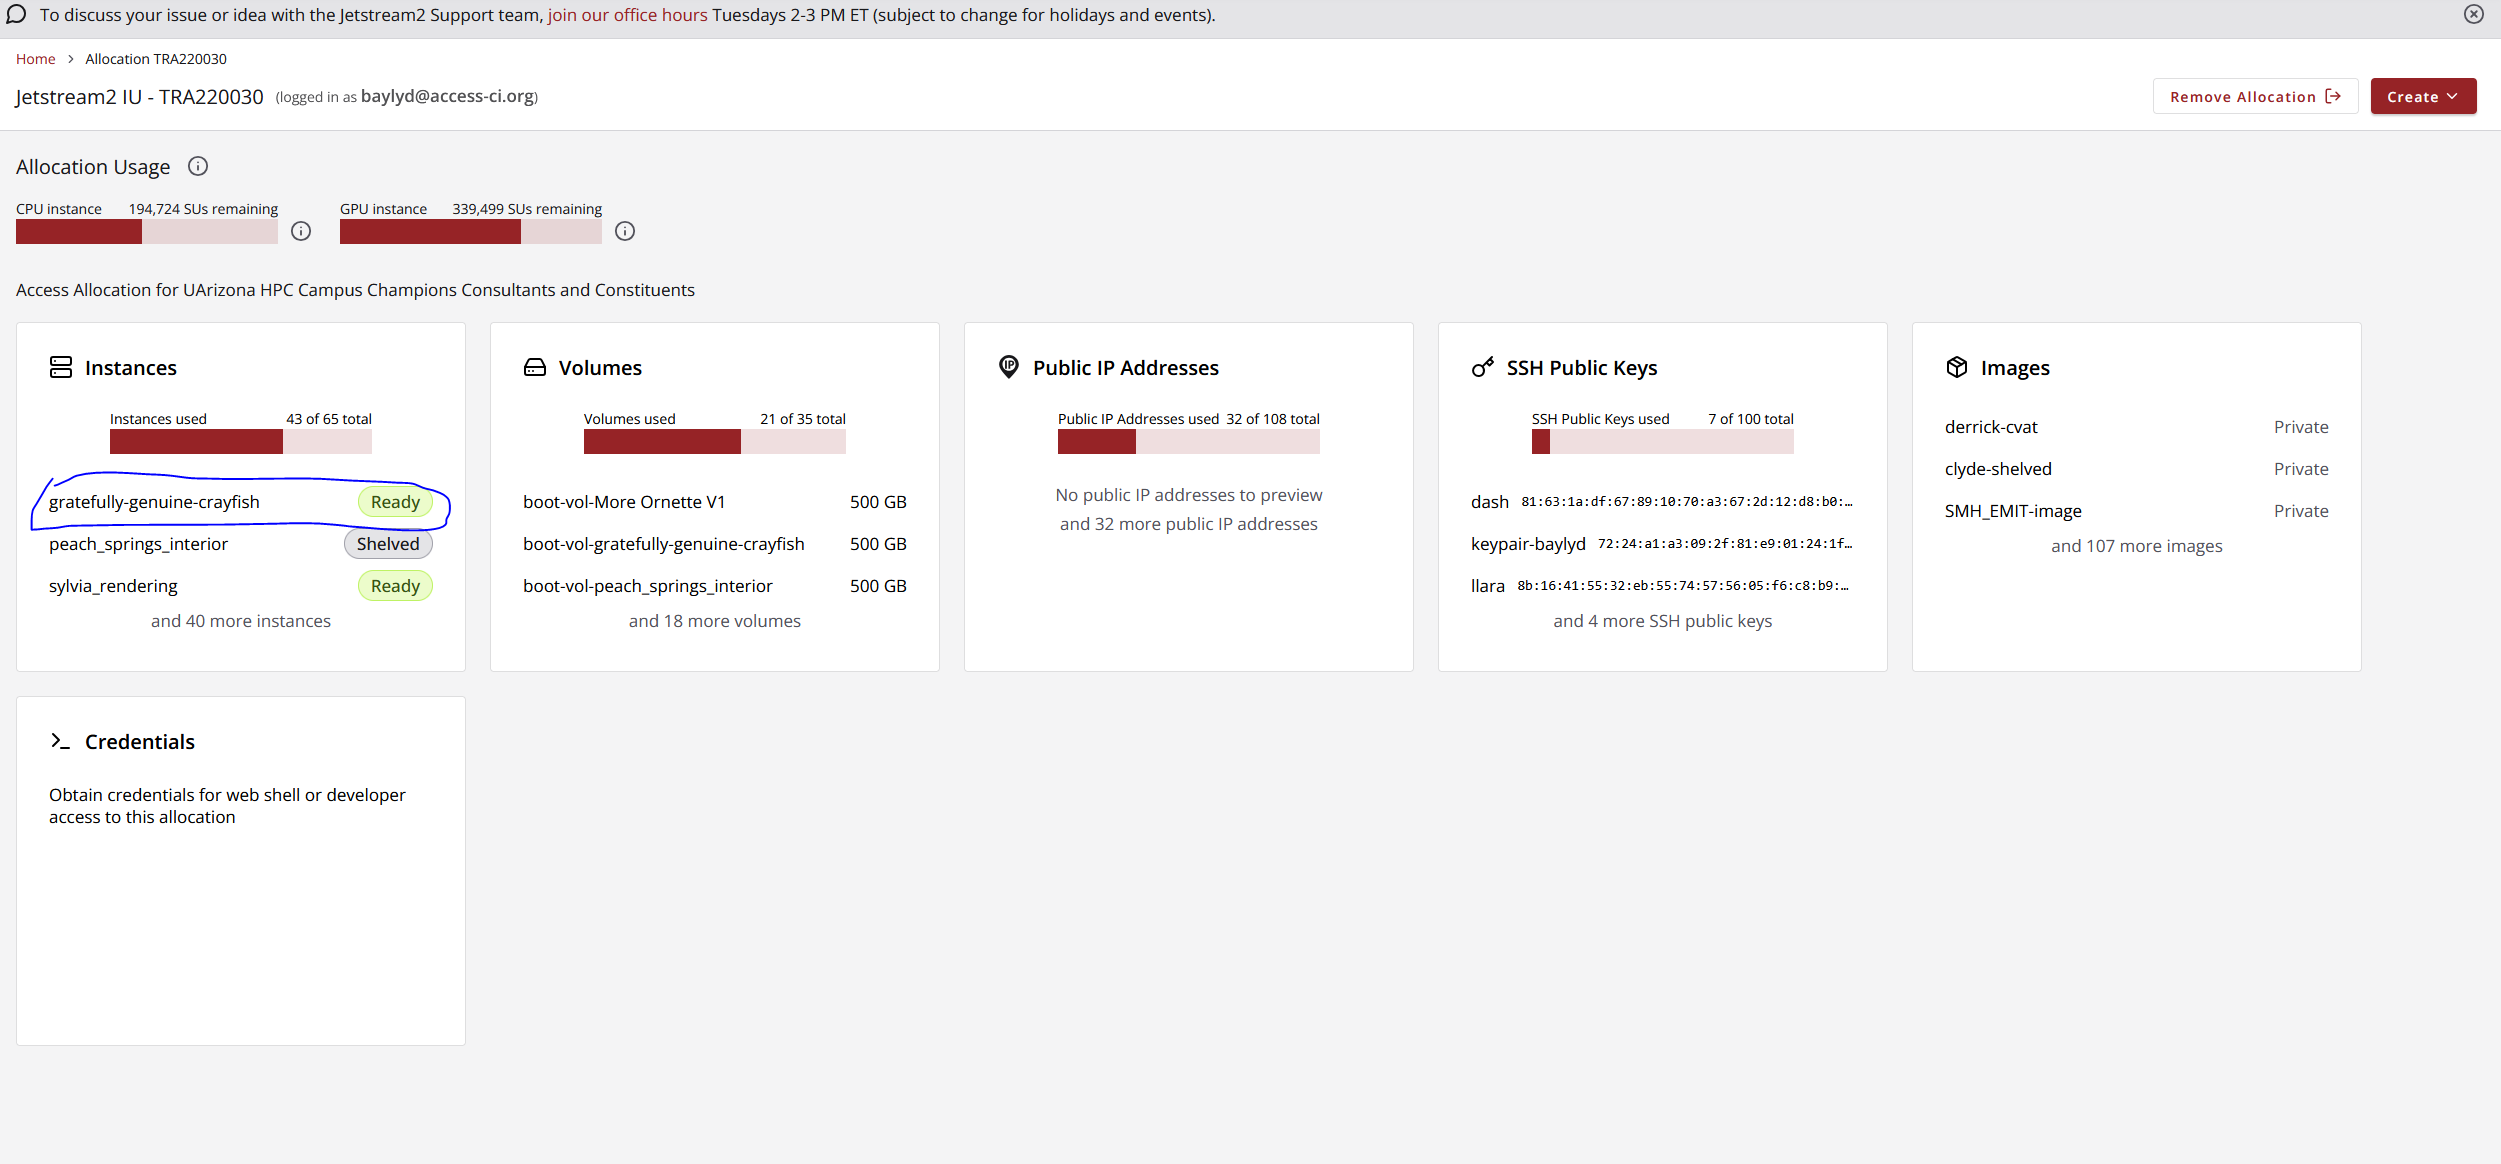 To discuss your issue or idea with the Jetstream2 Support team, join our office hours Tuesdays 2-3 PM ET (subject to change for holidays and events).
Home > Allocation TRA220030
Jetstream2 IU - TRA220030 (logged in as baylyd@access-ci.org)
Remove Allocation
Create
Allocation Usage
CPU instance 194,724 SUs remaining
GPU instance 339,499 SUs remaining
Access Allocation for UArizona HPC Campus Champions Consultants and Constituents
Instances
Instances used 43 of 65 total
gratefully-genuine-crayfish Ready
peach_springs_interior Shelved
sylvia_rendering Ready
and 40 more instances
Volumes
Volumes used 21 of 35 total
boot-vol-More Ornette V1 500 GB
boot-vol-gratefully-genuine-crayfish 500 GB
boot-vol-peach_springs_interior 500 GB
and 18 more volumes
IP
Public IP Addresses
Public IP Addresses used 32 of 108 total
No public IP addresses to preview
and 32 more public IP addresses
SSH Public Keys
SSH Public Keys used 7 of 100 total
dash 81:63:1a:df:67:89:10:70:a3:67:2d:12:d8:b0:…
keypair-baylyd 72:24:a1:a3:09:2f:81:e9:01:24:1f…
llara 8b:16:41:55:32:eb:55:74:57:56:05:f6:c8:b9:…
and 4 more SSH public keys
Images
derrick-cvat Private
clyde-shelved Private
SMH_EMIT-image Private
and 107 more images
Credentials
Obtain credentials for web shell or developer
access to this allocation